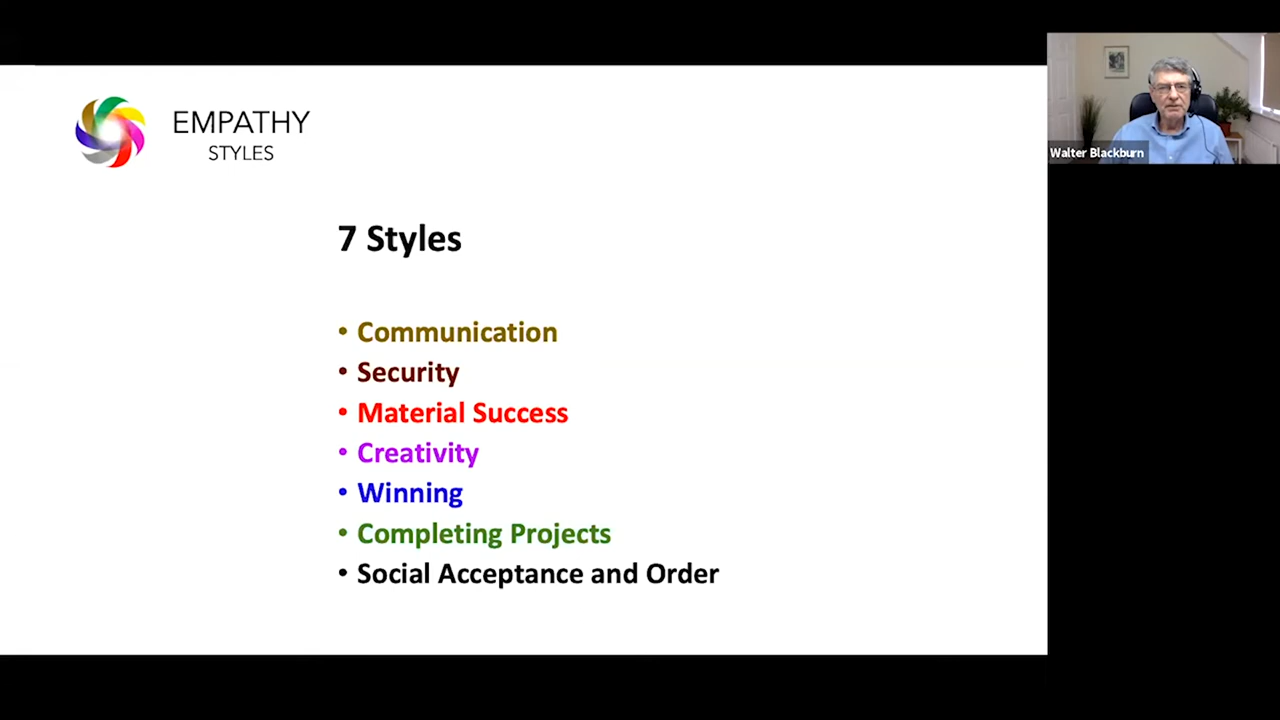 EMPATHY
STYLES
7 Styles
• Communication
• Security
• Material Success
• Creativity
• Winning
• Completing Projects
• Social Acceptance and Order
Walter Blackburn